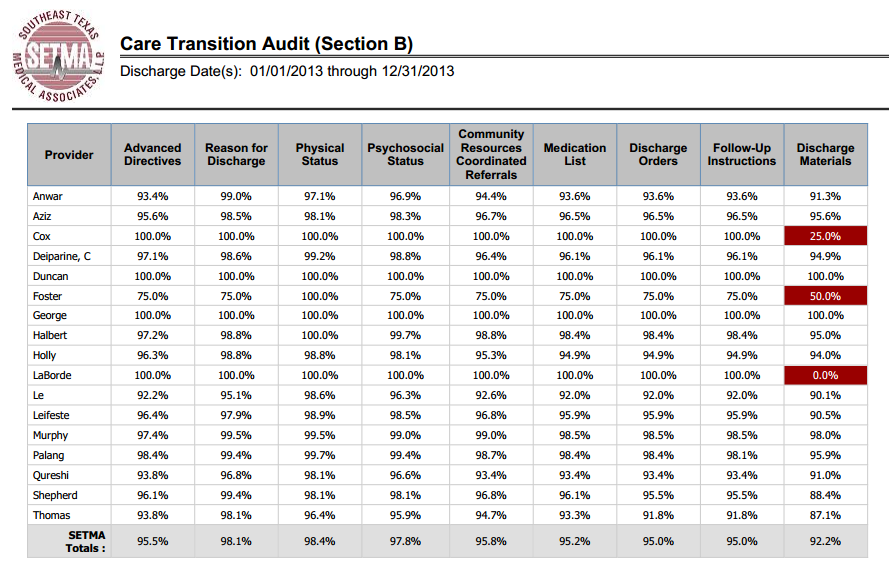 SOUTHEAST TEXAS
SETMA
MEDICAL ASSOCIATES, L.L.P.
Care Transition Audit (Section B)
Discharge Date(s): 01/01/2013 through 12/31/2013
Provider Advanced Directives Reason for Discharge Physical Status Psychosocial Status Community Resources Coordinated Referrals Medication List Discharge Orders Follow-Up Instructions Discharge Materials
Anwar 93.4% 99.0% 97.1% 96.9% 94.4% 93.6% 93.6% 93.6% 91.3%
Aziz 95.6% 98.5% 98.1% 98.3% 96.7% 96.5% 96.5% 96.5% 95.6%
Cox 100.0% 100.0% 100.0% 100.0% 100.0% 100.0% 100.0% 100.0% 25.0%
Deiparine, C 97.1% 98.6% 99.2% 98.8% 96.4% 96.1% 96.1% 96.1% 94.9%
Duncan 100.0% 100.0% 100.0% 100.0% 100.0% 100.0% 100.0% 100.0% 100.0%
Foster 75.0% 75.0% 100.0% 75.0% 75.0% 75.0% 75.0% 75.0% 50.0%
George 100.0% 100.0% 100.0% 100.0% 100.0% 100.0% 100.0% 100.0% 100.0%
Halbert 97.2% 98.8% 100.0% 99.7% 98.8% 98.4% 98.4% 98.4% 95.0%
Holly 96.3% 98.8% 98.8% 98.1% 95.3% 94.9% 94.9% 94.9% 94.0%
LaBorde 100.0% 100.0% 100.0% 100.0% 100.0% 100.0% 100.0% 100.0% 0.0%
Le 92.2% 95.1% 98.6% 96.3% 92.6% 92.0% 92.0% 92.0% 90.1%
Leifeste 96.4% 97.9% 98.9% 98.5% 96.8% 95.9% 95.9% 95.9% 90.5%
Murphy 97.4% 99.5% 99.5% 99.0% 99.0% 98.5% 98.5% 98.5% 98.0%
Palang 98.4% 99.4% 99.7% 99.4% 98.7% 98.4% 98.4% 98.1% 95.9%
Qureshi 93.8% 96.8% 98.1% 96.6% 93.4% 93.4% 93.4% 93.4% 91.0%
Shepherd 96.1% 99.4% 98.1% 98.1% 96.8% 96.1% 95.5% 95.5% 88.4%
Thomas 93.8% 98.1% 96.4% 95.9% 94.7% 93.3% 91.8% 91.8% 87.1%
SETMA Totals : 95.5% 98.1% 98.4% 97.8% 95.8% 95.2% 95.0% 95.0% 92.2%